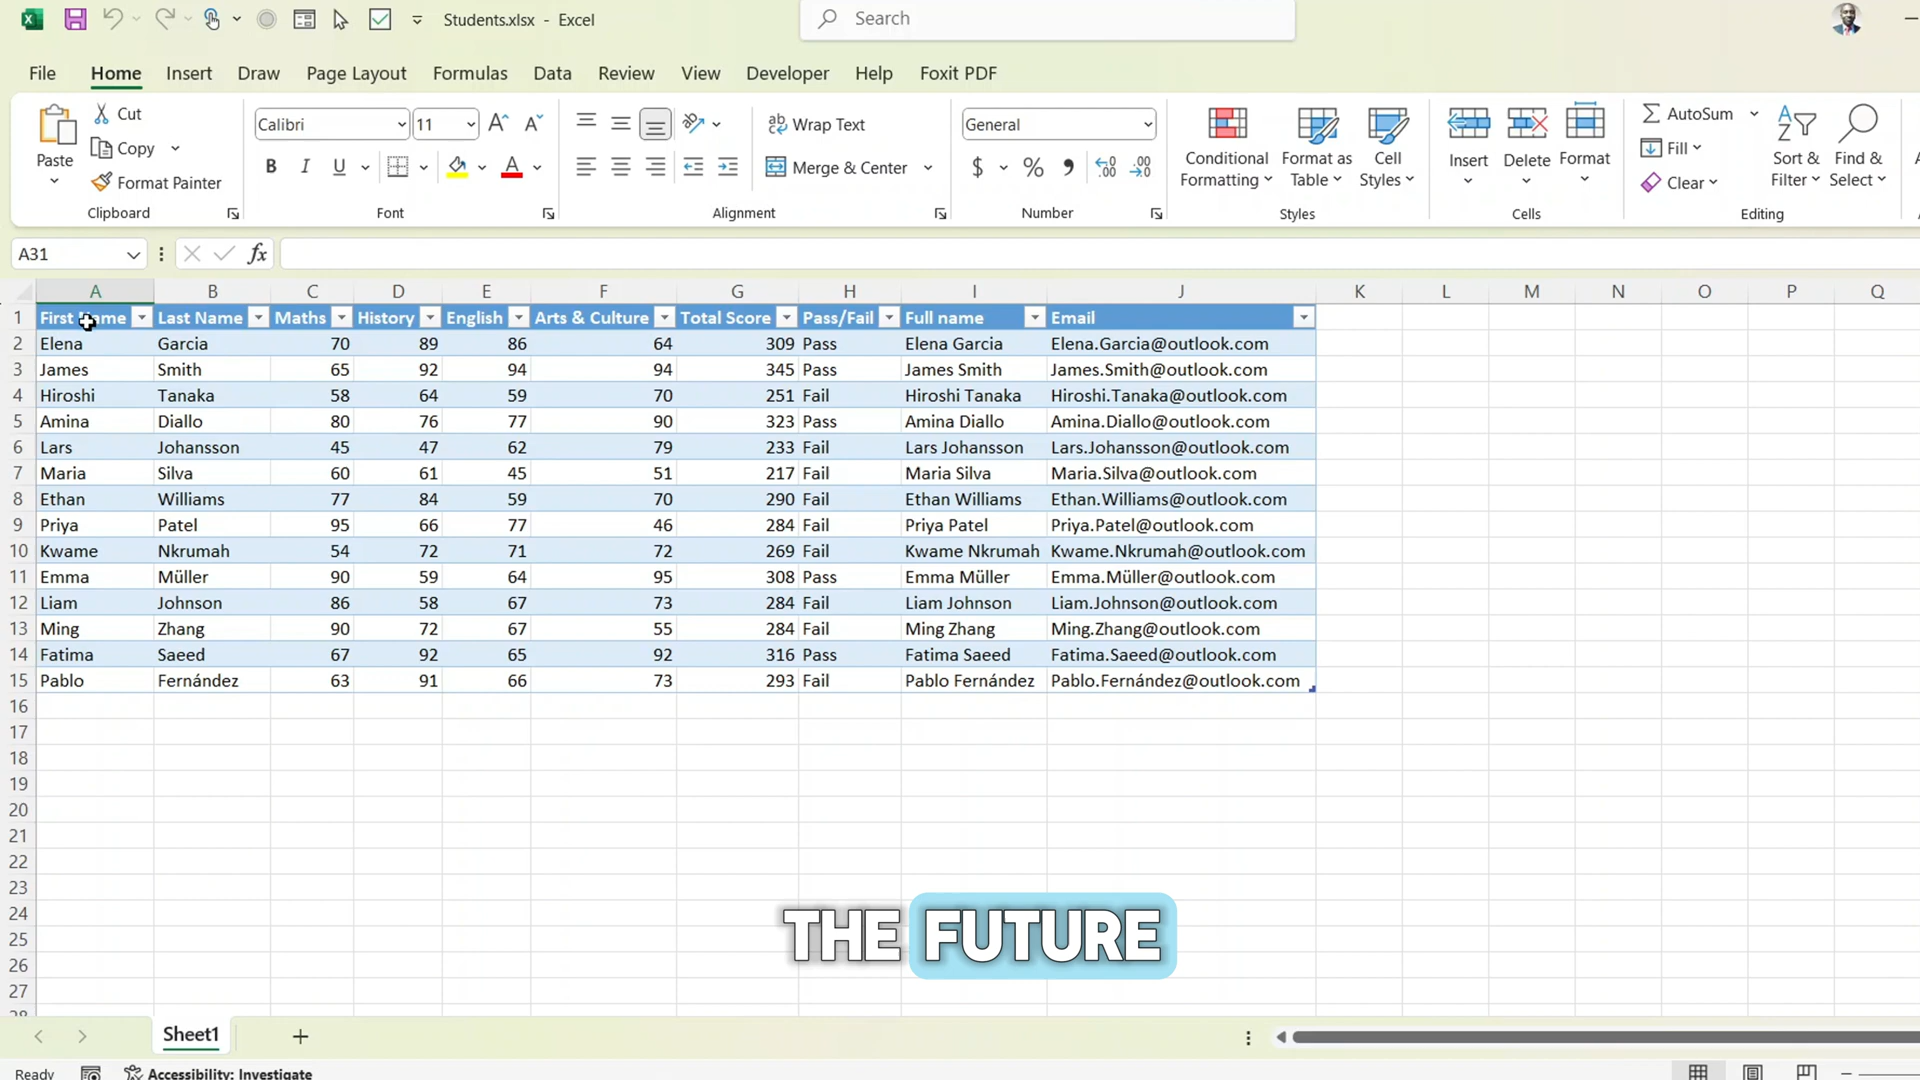 Students.xlsx - Excel
Search
File Home Insert Draw Page Layout Formulas Data Review View Developer Help Foxit PDF
Paste
Cut
Copy
Format Painter
Clipboard
Calibri 11
B I U A
Font
Wrap Text
Merge & Center
Alignment
General
$ % ,
Number
Conditional Formatting
Format as Table
Cell Styles
Styles
Insert Delete Format
Cells
AutoSum
Fill
Clear
Sort & Filter
Find & Select
Editing
A31 fx
A B C D E F G H I J K L M N O P Q
1 First Name Last Name Maths History English Arts & Culture Total Score Pass/Fail Full name Email
2 Elena Garcia 70 89 86 64 309 Pass Elena Garcia Elena.Garcia@outlook.com
3 James Smith 65 92 94 94 345 Pass James Smith James.Smith@outlook.com
4 Hiroshi Tanaka 58 64 59 70 251 Fail Hiroshi Tanaka Hiroshi.Tanaka@outlook.com
5 Amina Diallo 80 76 77 90 323 Pass Amina Diallo Amina.Diallo@outlook.com
6 Lars Johansson 45 47 62 79 233 Fail Lars Johansson Lars.Johansson@outlook.com
7 Maria Silva 60 61 45 51 217 Fail Maria Silva Maria.Silva@outlook.com
8 Ethan Williams 77 84 59 70 290 Fail Ethan Williams Ethan.Williams@outlook.com
9 Priya Patel 95 66 77 46 284 Fail Priya Patel Priya.Patel@outlook.com
10 Kwame Nkrumah 54 72 71 72 269 Fail Kwame Nkrumah Kwame.Nkrumah@outlook.com
11 Emma Müller 90 59 64 95 308 Pass Emma Müller Emma.Müller@outlook.com
12 Liam Johnson 86 58 67 73 284 Fail Liam Johnson Liam.Johnson@outlook.com
13 Ming Zhang 90 72 67 55 284 Fail Ming Zhang Ming.Zhang@outlook.com
14 Fatima Saeed 67 92 65 92 316 Pass Fatima Saeed Fatima.Saeed@outlook.com
15 Pablo Fernández 63 91 66 73 293 Fail Pablo Fernández Pablo.Fernández@outlook.com
16
17
18
19
20
21
22
23
24
25
26
27
28
THE FUTURE
Sheet1
Ready Accessibility: Investigate